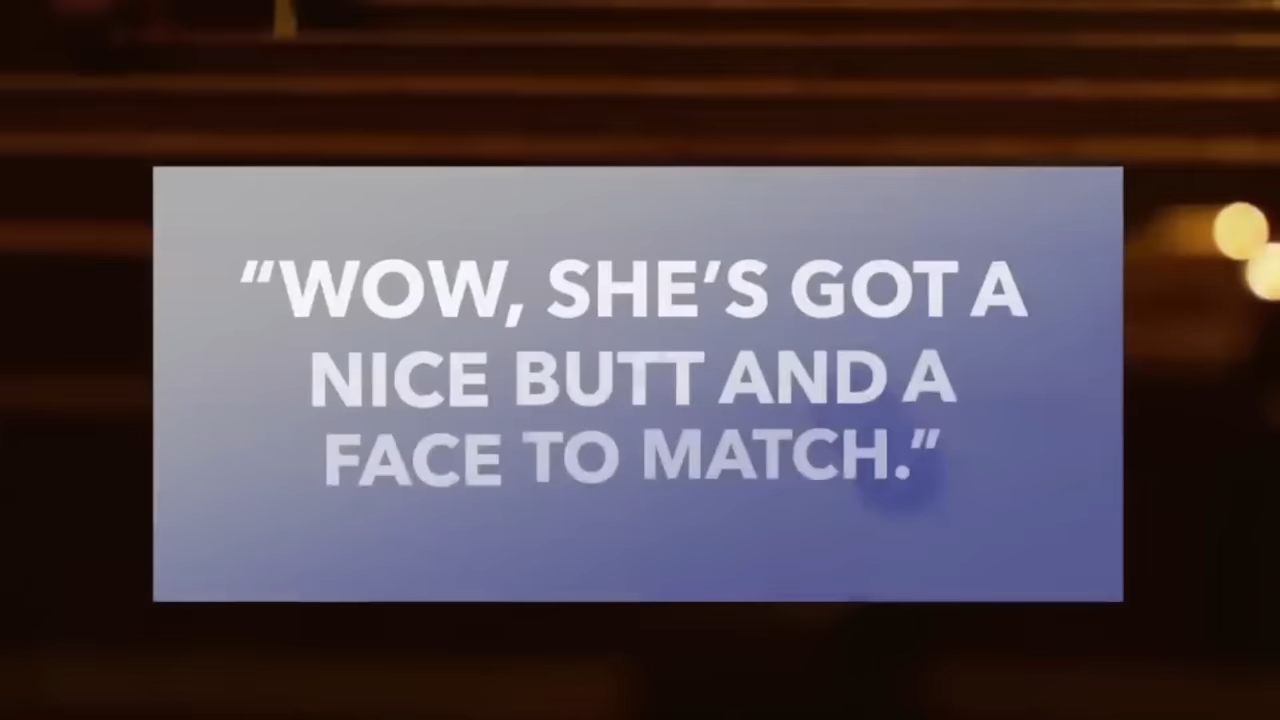 “WOW, SHE’S GOT A
NICE BUTT AND A
FACE TO MATCH.”